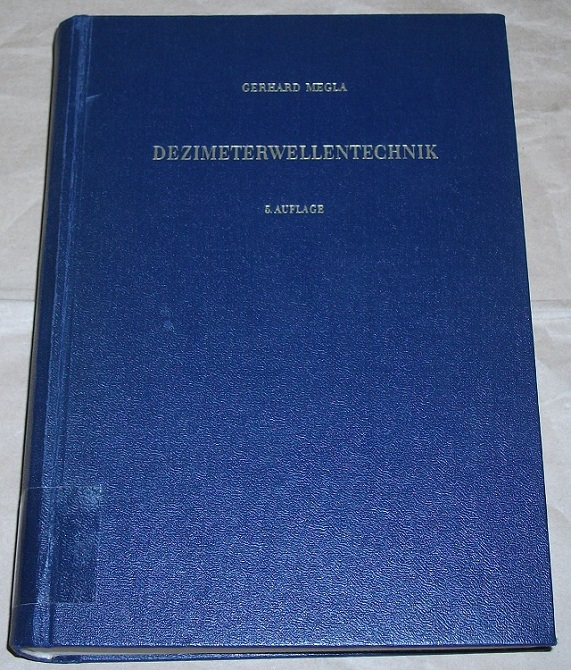 GERHARD MEGLA
DEZIMETERWELLENTECHNIK
5. AUFLAGE